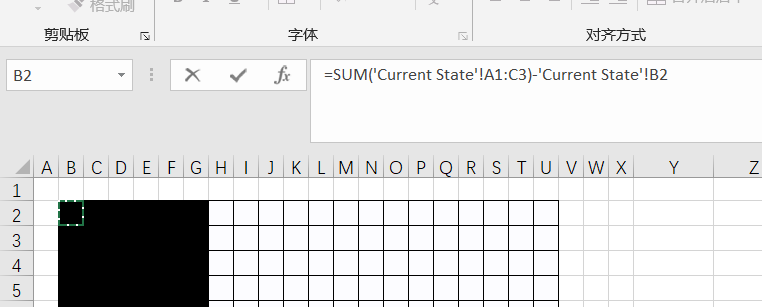 格式刷
剪贴板 字体 对齐方式
B2 fx =SUM('Current State'!A1:C3)-'Current State'!B2
A B C D E F G H I J K L M N O P Q R S T U V W X Y Z
1
2
3
4
5